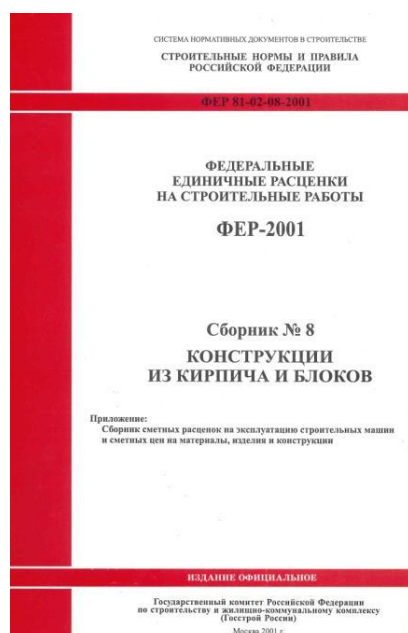 СИСТЕМА НОРМАТИВНЫХ ДОКУМЕНТОВ В СТРОИТЕЛЬСТВЕ
СТРОИТЕЛЬНЫЕ НОРМЫ И ПРАВИЛА
РОССИЙСКОЙ ФЕДЕРАЦИИ
ФЕР 81-02-08-2001
ФЕДЕРАЛЬНЫЕ
ЕДИНИЧНЫЕ РАСЦЕНКИ
НА СТРОИТЕЛЬНЫЕ РАБОТЫ
ФЕР-2001
Сборник № 8
КОНСТРУКЦИИ
ИЗ КИРПИЧА И БЛОКОВ
Приложение:
Сборник сметных расценок на эксплуатацию строительных машин
и сметных цен на материалы, изделия и конструкции
ИЗДАНИЕ ОФИЦИАЛЬНОЕ
Государственный комитет Российской Федерации
по строительству и жилищно-коммунальному комплексу
(Госстрой России)
Москва 2001 г.